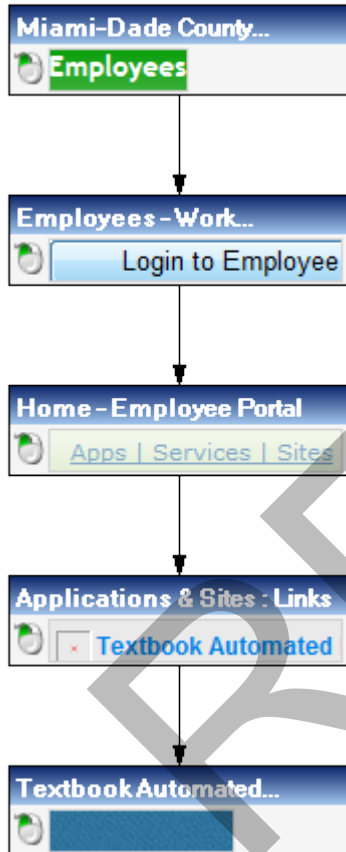 Miami-Dade County...
Employees
Employees - Work...
Login to Employee
Home - Employee Portal
Apps | Services | Sites
Applications & Sites : Links
Textbook Automated
Textbook Automated...